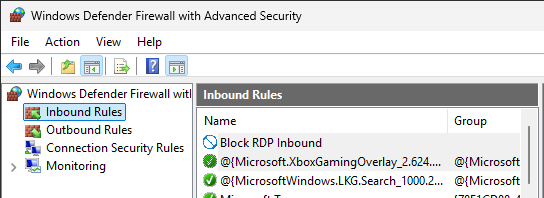 Windows Defender Firewall with Advanced Security
File Action View Help
Windows Defender Firewall witl
Inbound Rules
Outbound Rules
Connection Security Rules
Monitoring
Inbound Rules
Name Group
Block RDP Inbound
@{Microsoft.XboxGamingOverlay_2.624.... @{Microsoft
@{MicrosoftWindows.LKG.Search_1000.2... @{Microsoft